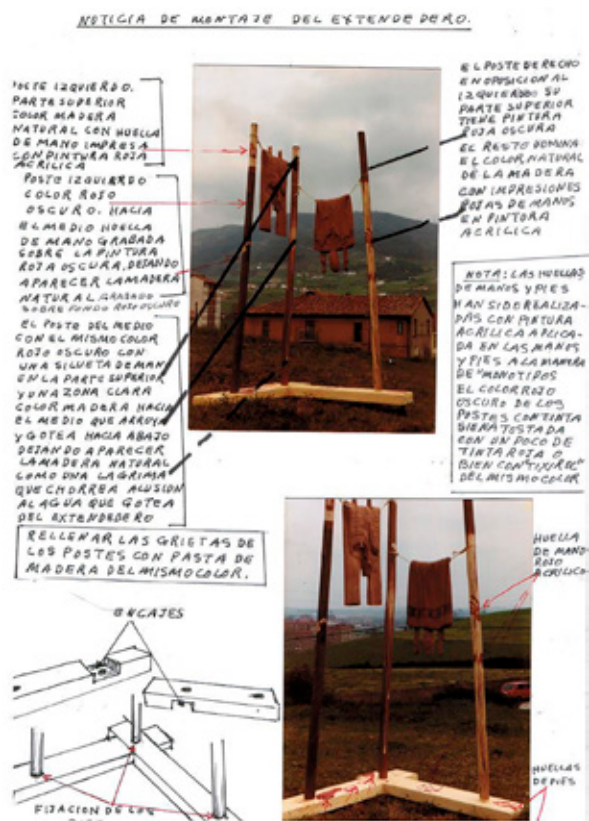 NOTICIA DE MONTAJE DEL EXTENDEDERO.
POSTE IZQUIERDO.
PARTE SUPERIOR
COLOR MADERA
NATURAL CON HUELLA
DE MANO IMPRESA
CON PINTURA ROJA
ACRILICA
POSTE IZQUIERDO
COLOR ROJO
OSCURO. HACIA
EL MEDIO HUELLA
DE MANO GRABADA
SOBRE LA PINTURA
ROJA OSCURA, DEJANDO
APARECER LA MADERA
NATURAL. GRABADO
SOBRE FONDO ROJO OSCURO
EL POSTE DEL MEDIO
CON EL MISMO COLOR
ROJO OSCURO CON
UNA SILUETA DE MANO
EN LA PARTE SUPERIOR
Y UNA ZONA CLARA
COLOR MADERA HACIA
EL MEDIO QUE ARROYA
Y GOTEA HACIA ABAJO
DEJANDO APARECER
LA MADERA NATURAL
COMO UNA LAGRIMA
QUE CHORREA ALUSION
AL AGUA QUE GOTEA
DEL EXTENDEDERO
RELLENAR LAS GRIETAS DE
LOS POSTES CON PASTA DE
MADERA DEL MISMO COLOR.
ENCAJES
FIJACION DE LOS
EL POSTE DERECHO
EN OPOSICION AL
IZQUIERDO SU
PARTE SUPERIOR
TIENE PINTURA
ROJA OSCURA
EL RESTO DOMINA
EL COLOR NATURAL
DE LA MADERA
CON IMPRESIONES
ROJAS DE MANOS
EN PINTURA
ACRILICA
NOTA: LAS HUELLAS
DE MANOS Y PIES
HAN SIDO REALIZA-
DAS CON PINTURA
ACRILICA APLICA-
DA EN LAS MANOS
Y PIES A LA MANERA
DE "MONOTIPOS
EL COLOR ROJO
OSCURO DE LOS
POSTES CON TINTA
SIENA TOSTADA
CON UN POCO DE
TINTA ROJA O
BIEN CON
DEL MISMO COLOR
HUELLA
DE MANO
ROJO
ACRILICO
HUELLAS
DE PIES